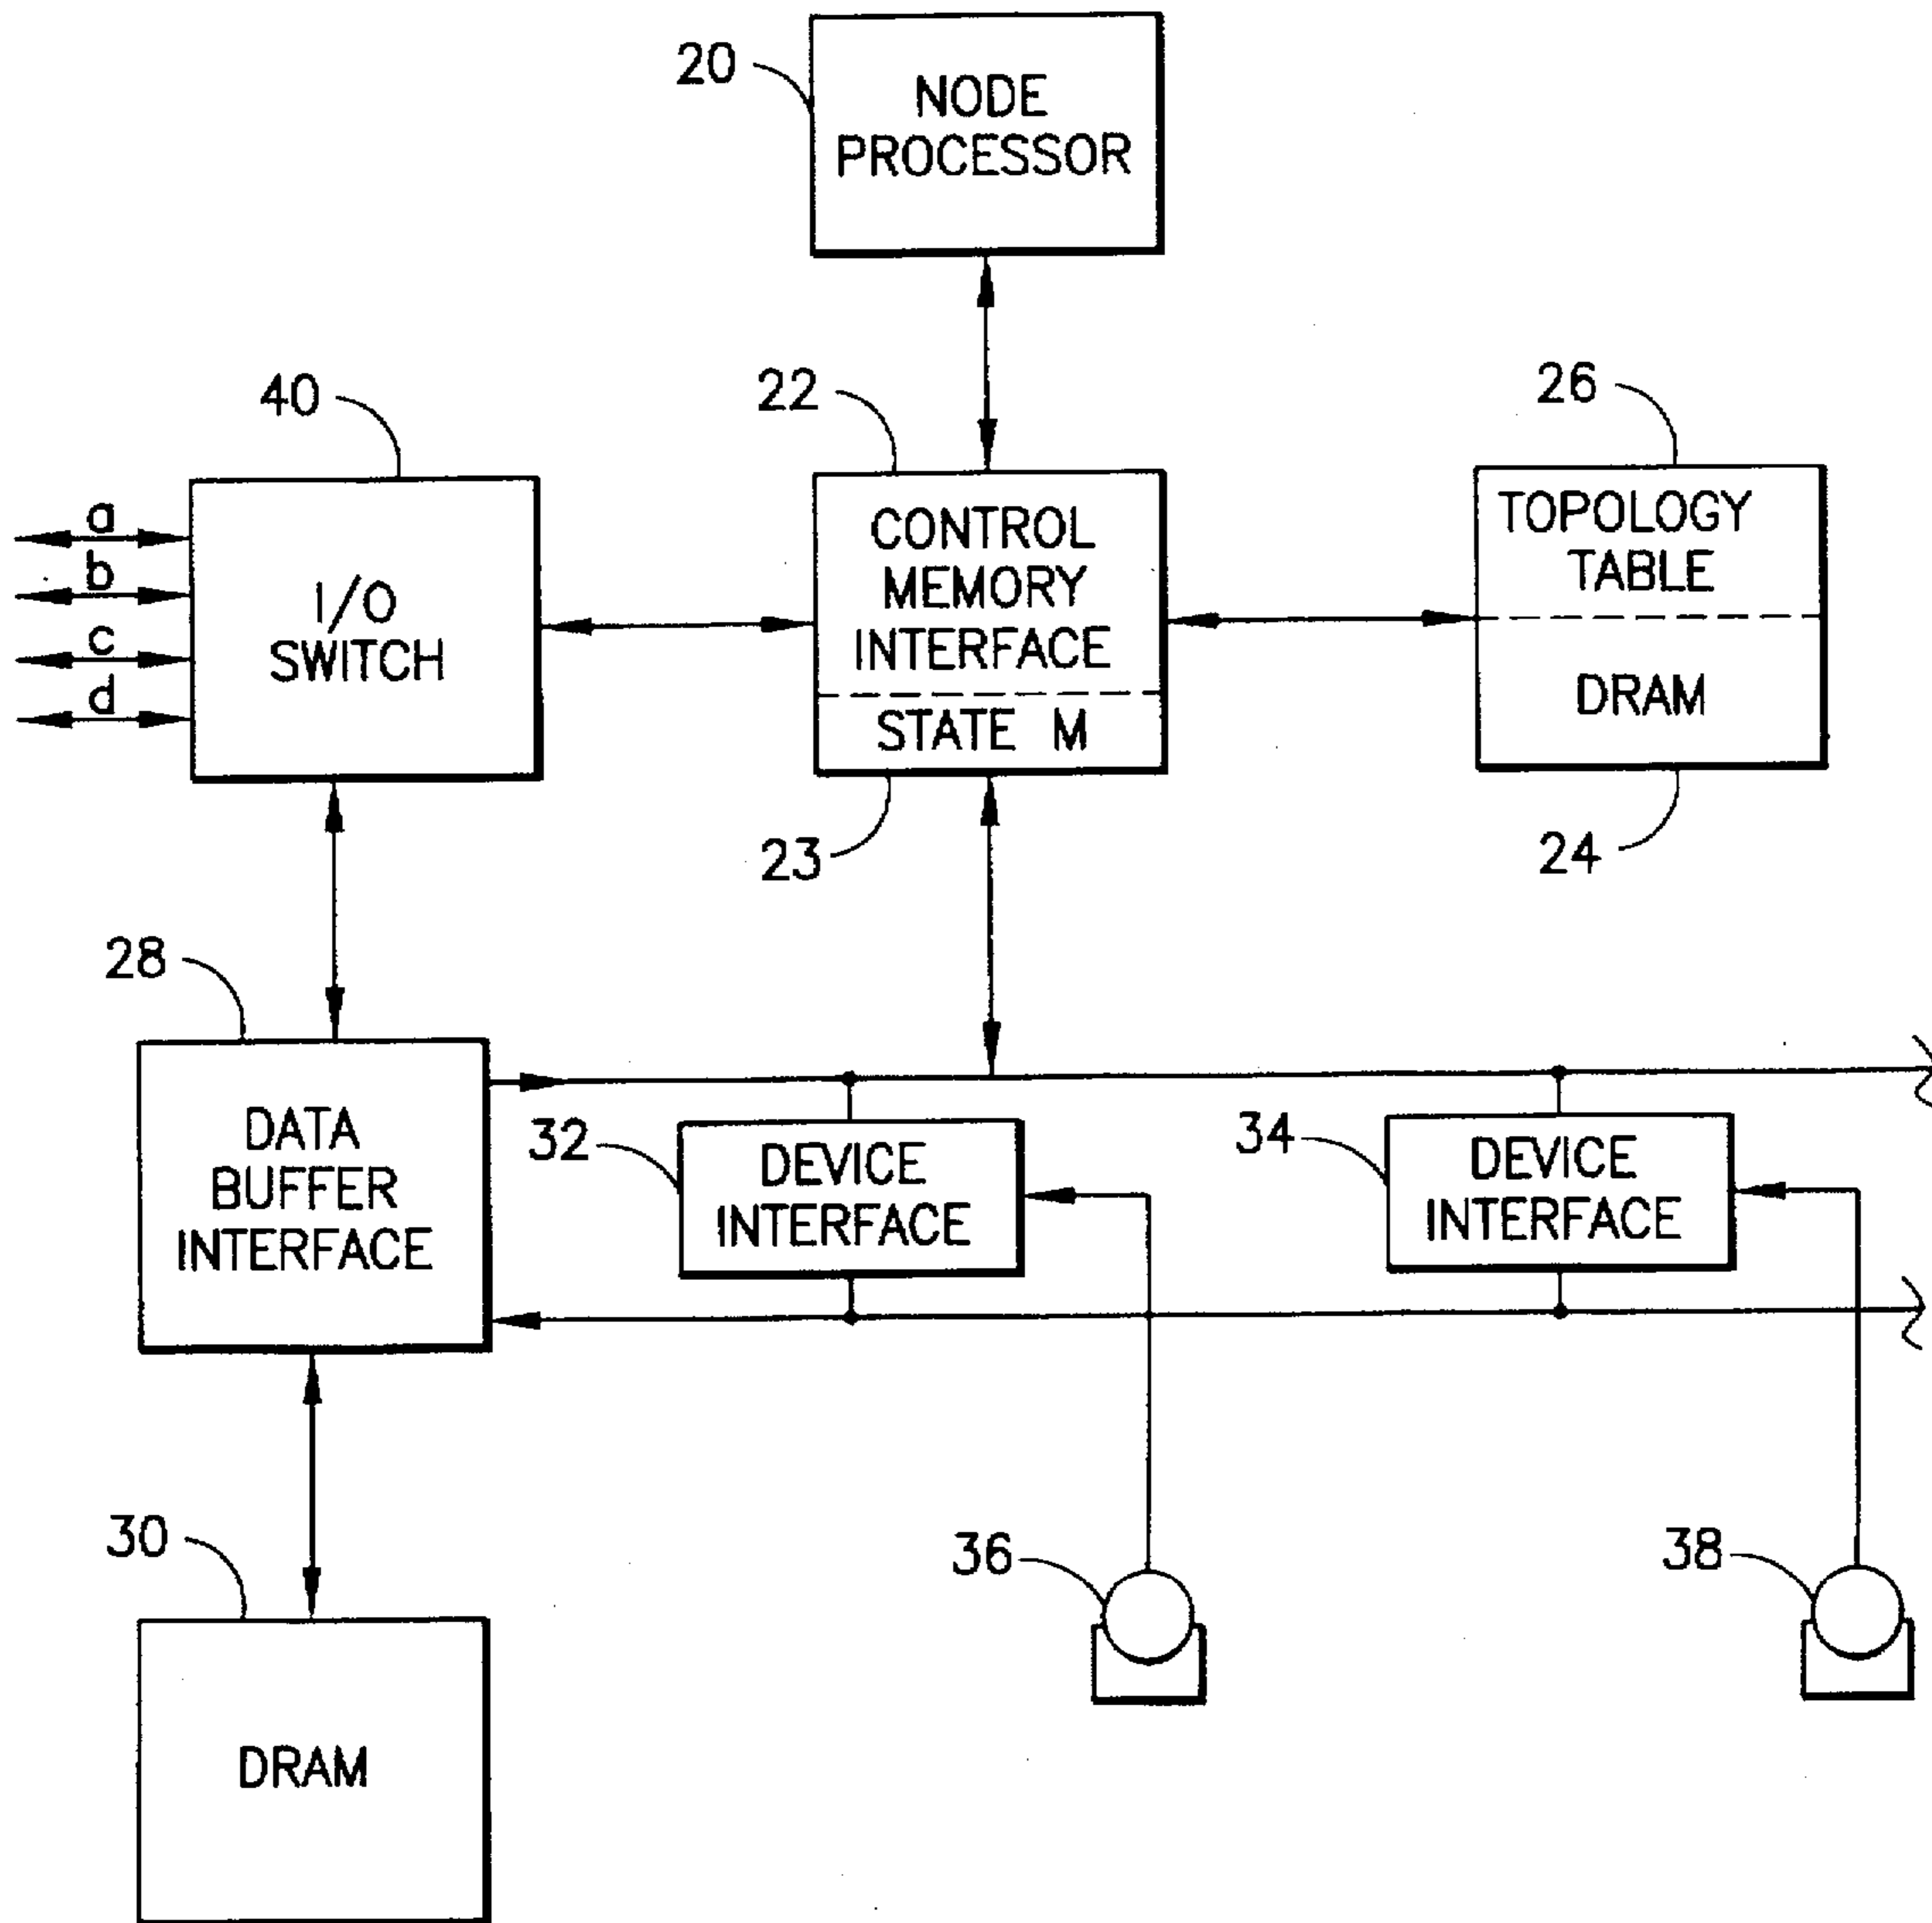 20
NODE
PROCESSOR
40
22
26
a
b
c
d
I/O
SWITCH
CONTROL
MEMORY
INTERFACE
STATE M
TOPOLOGY
TABLE
DRAM
23
24
28
DATA
BUFFER
INTERFACE
32
DEVICE
INTERFACE
34
DEVICE
INTERFACE
30
36
38
DRAM